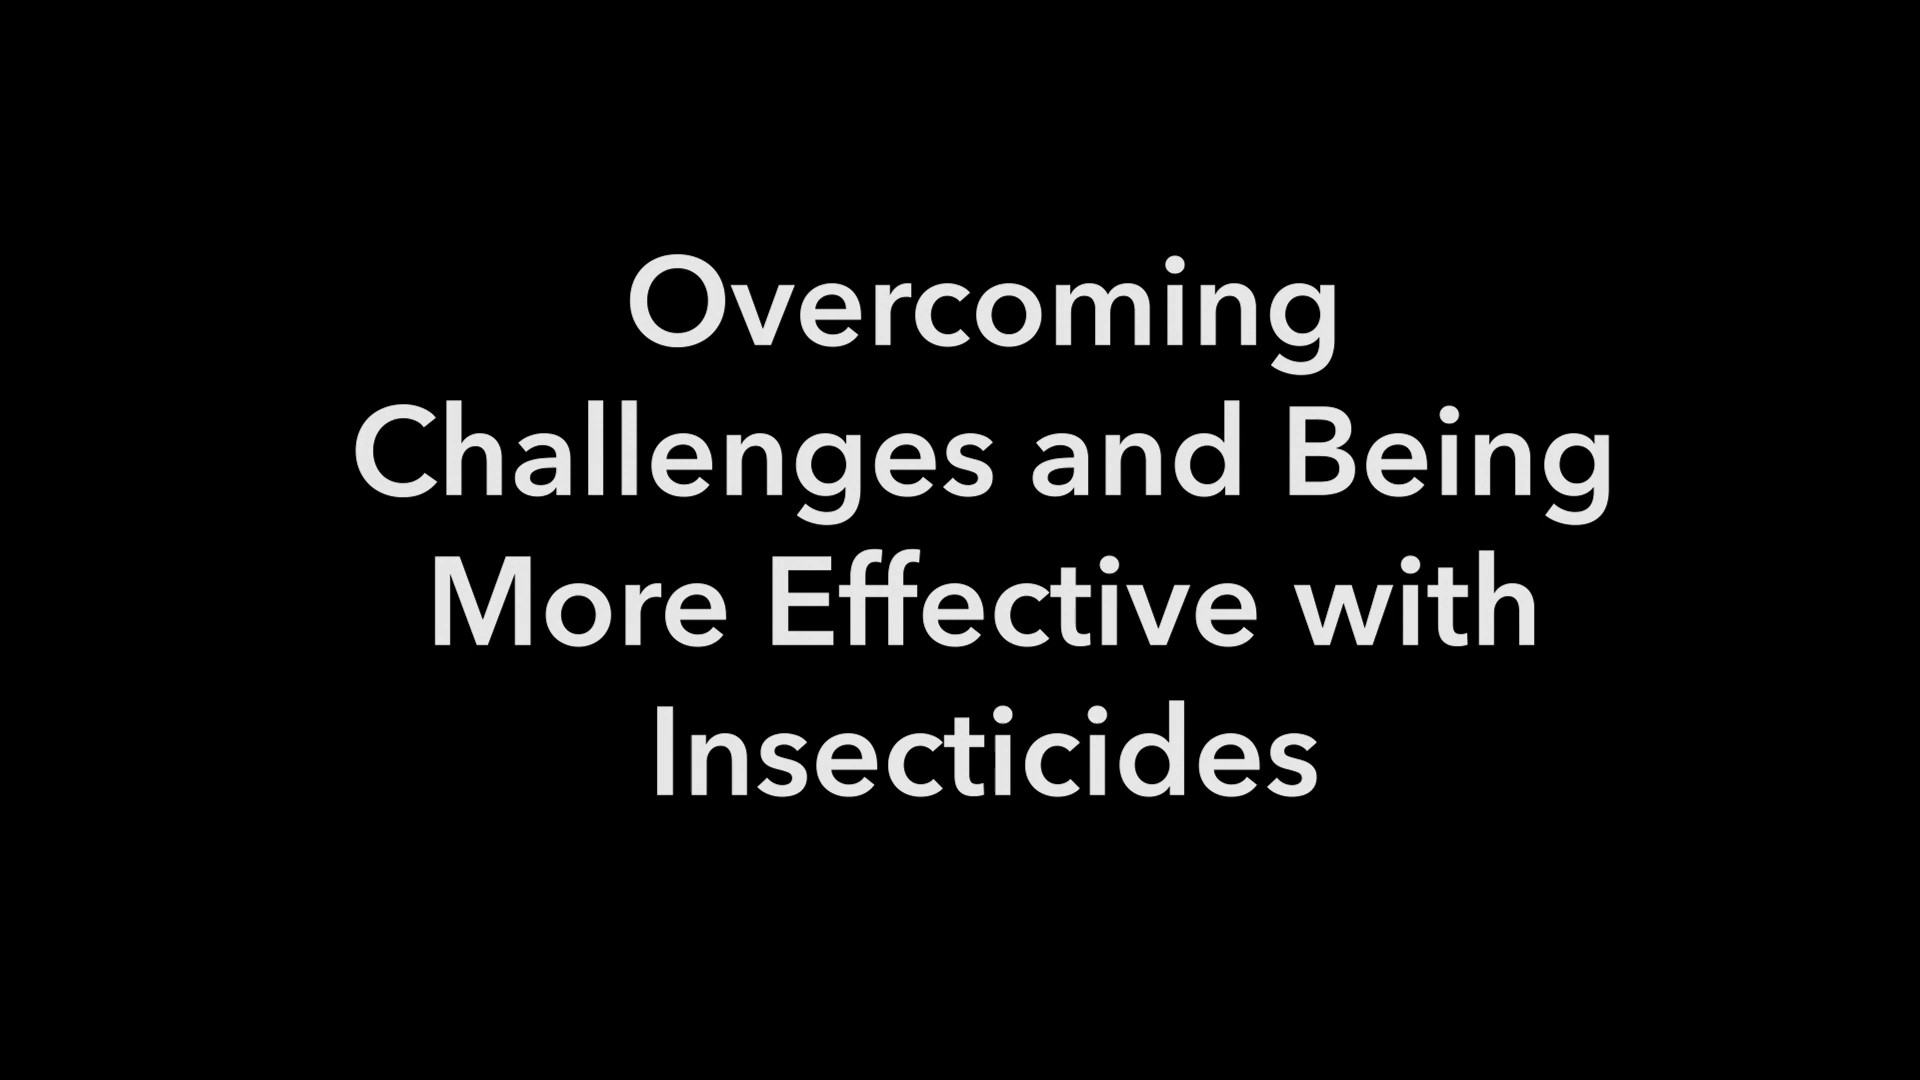 Overcoming
Challenges and Being
More Effective with
Insecticides